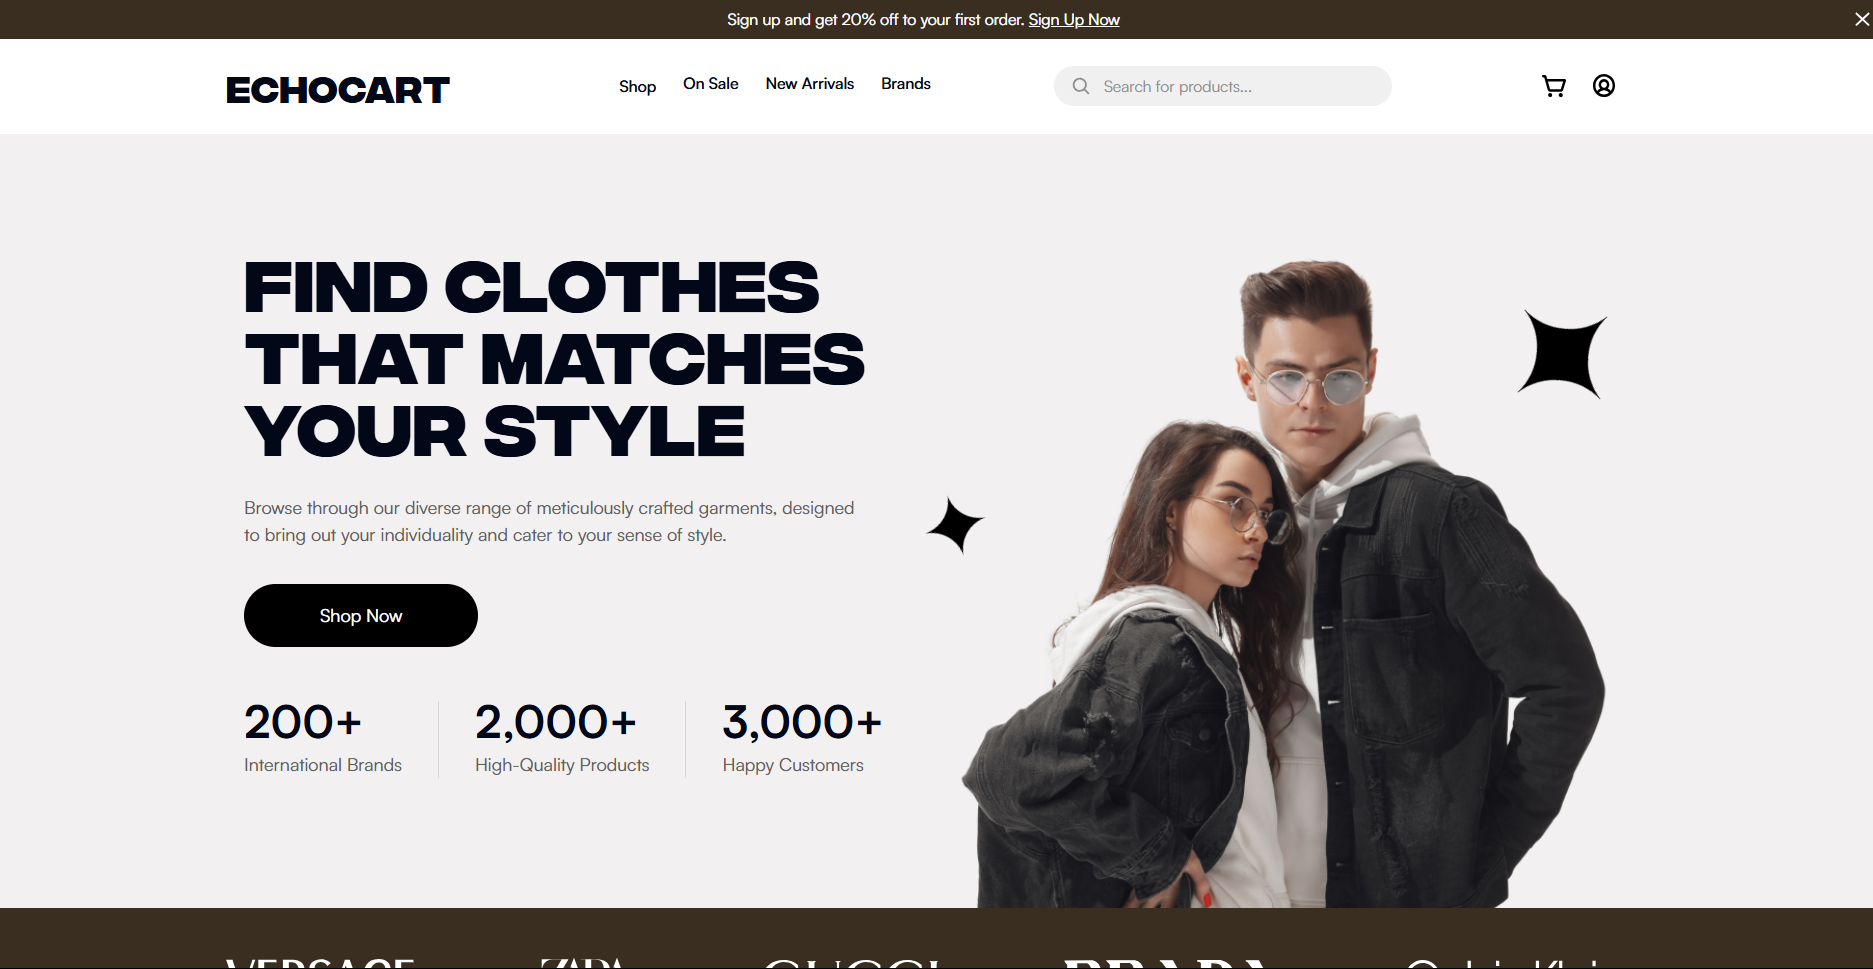 Sign up and get 20% off to your first order. Sign Up Now
ECHOCART
Shop
On Sale
New Arrivals
Brands
Search for products...
FIND CLOTHES
THAT MATCHES
YOUR STYLE
Browse through our diverse range of meticulously crafted garments, designed
to bring out your individuality and cater to your sense of style.
Shop Now
200+
International Brands
2,000+
High-Quality Products
3,000+
Happy Customers
VERSACE
ZARA
GUCCI